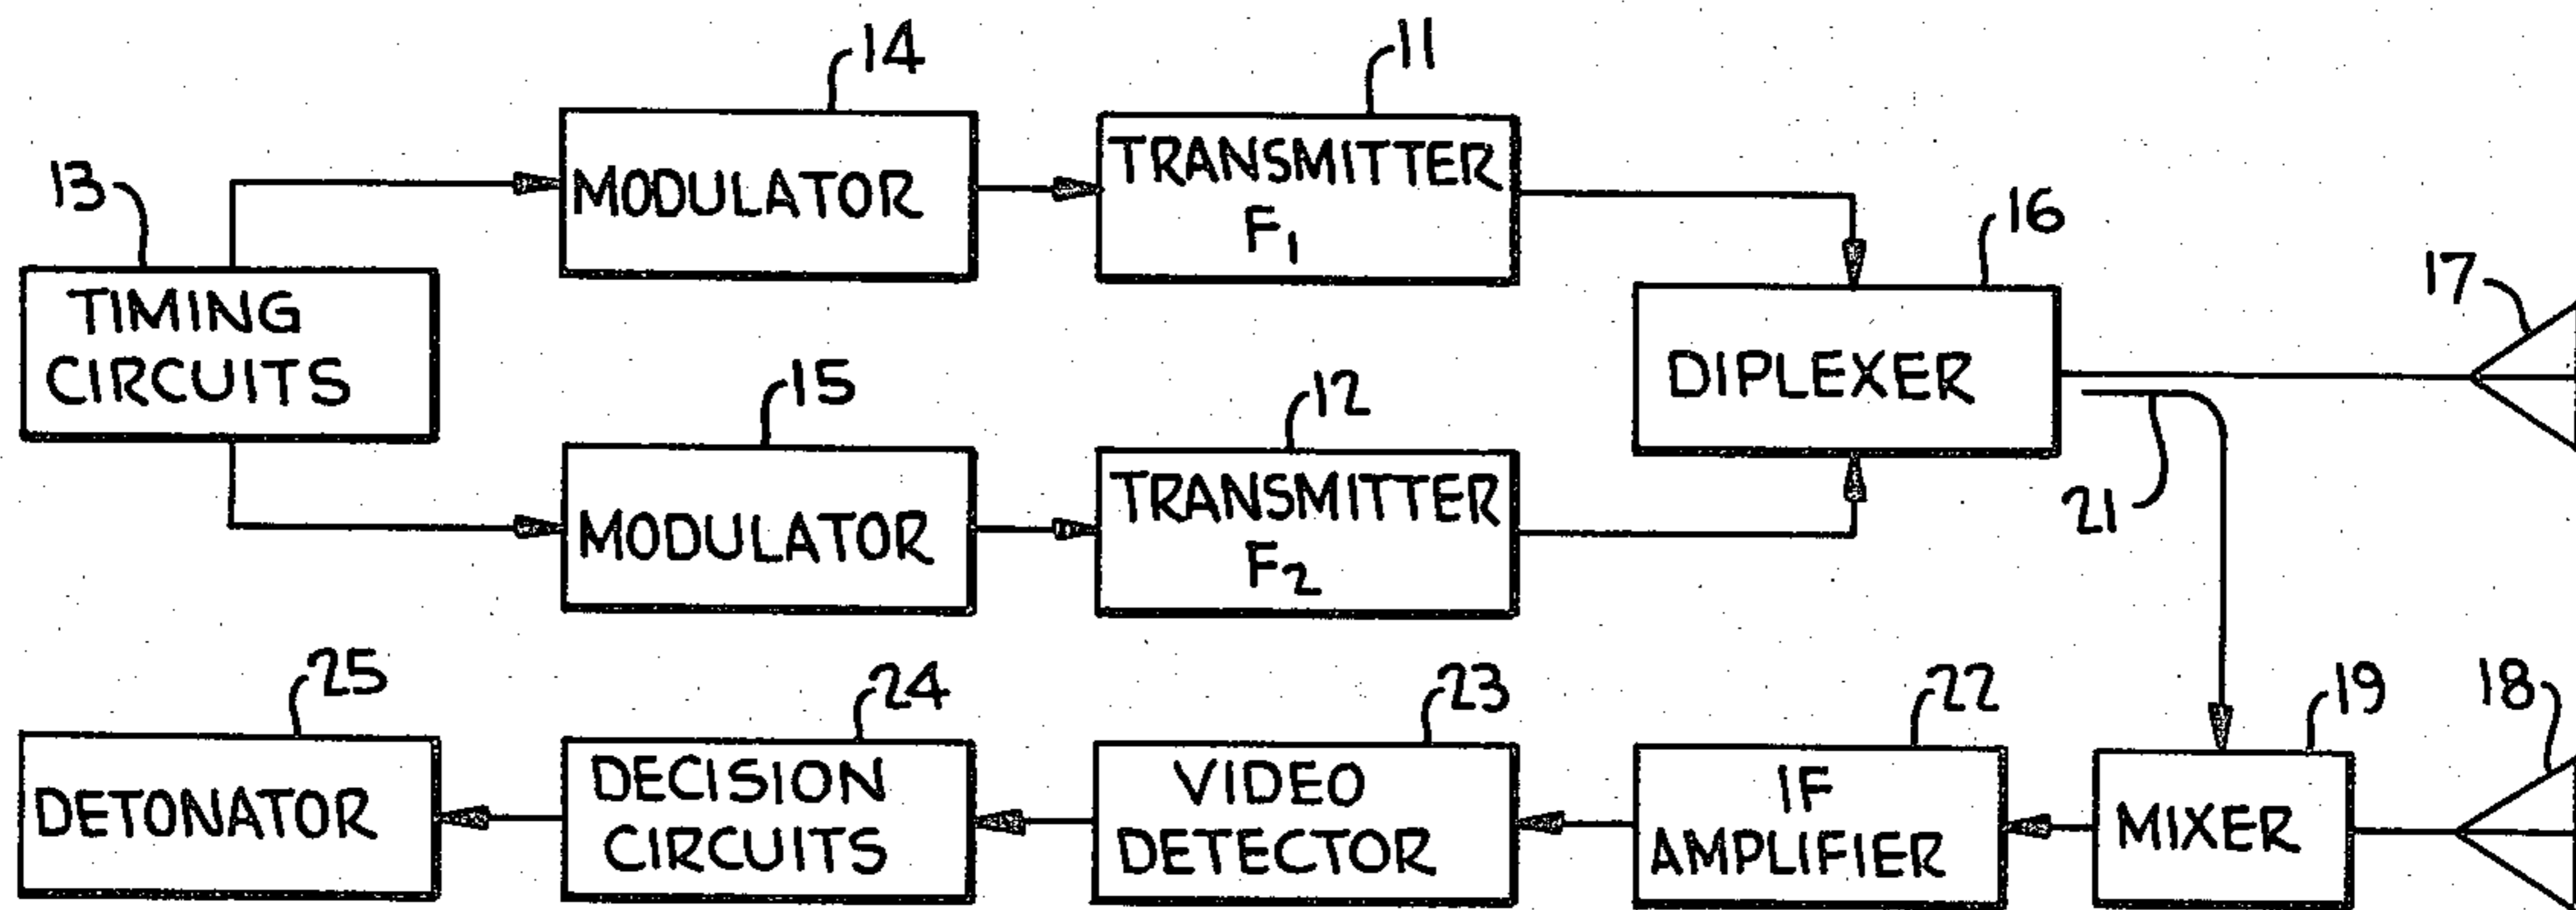 14
11
13
MODULATOR
TRANSMITTER
F1
16
17
TIMING
CIRCUITS
DIPLEXER
15
12
21
MODULATOR
TRANSMITTER
F2
25
24
23
22
19
18
DETONATOR
DECISION
CIRCUITS
VIDEO
DETECTOR
IF
AMPLIFIER
MIXER